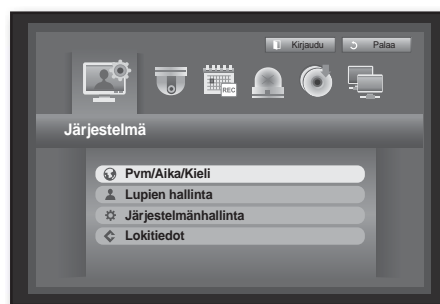 Kirjaudu Palaa
REC
Järjestelmä
Pvm/Aika/Kieli
Lupien hallinta
Järjestelmänhallinta
Lokitiedot